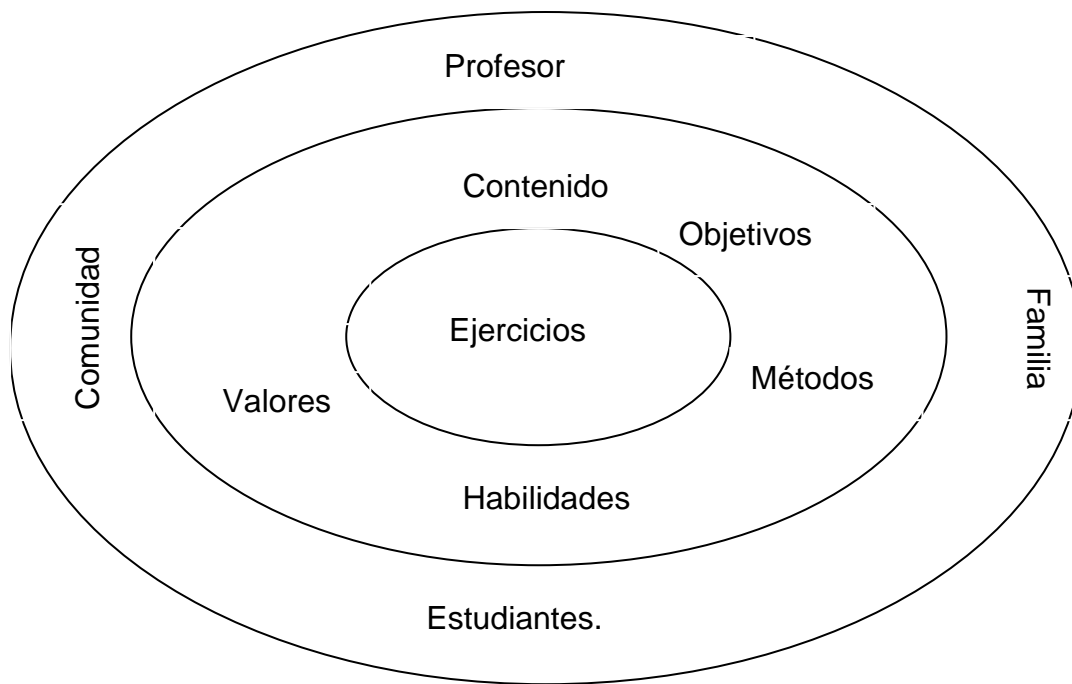 Profesor
Contenido
Objetivos
Comunidad
Familia
Ejercicios
Métodos
Valores
Habilidades
Estudiantes.